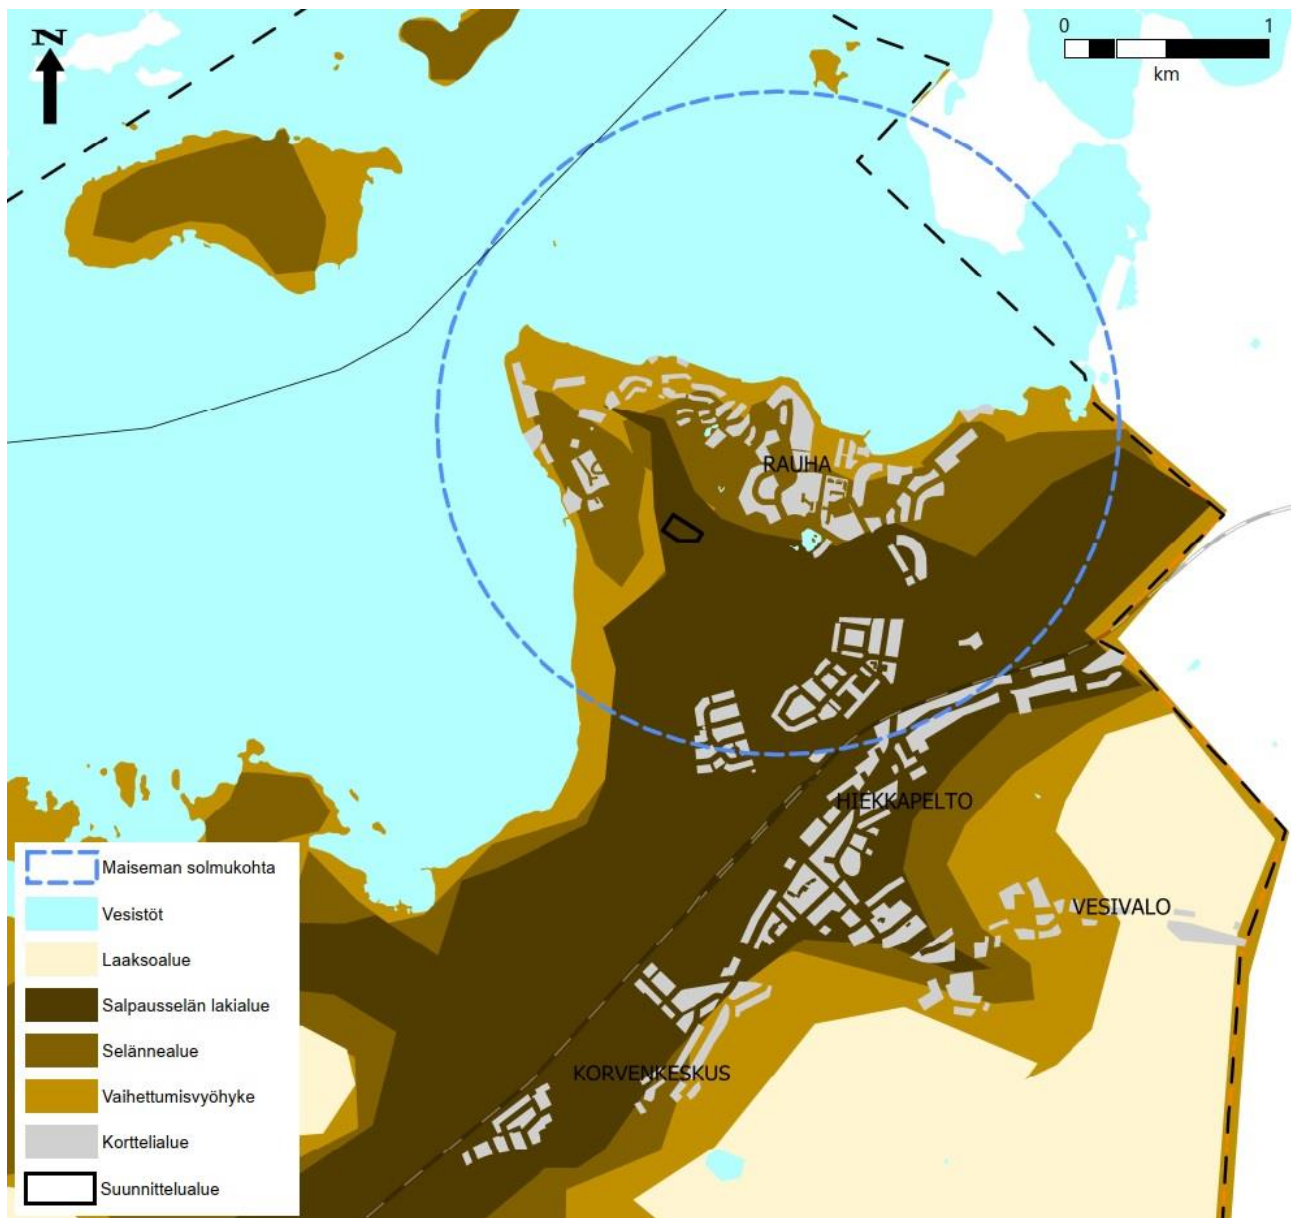 N
0 1
km
RAUHA
HIEKKAPELTO
VESIVALO
KORVENKESKUS
Maiseman solmukohta
Vesistöt
Laaksoalue
Salpausselän lakialue
Selännealue
Vaihettumisvyöhyke
Korttelialue
Suunnittelualue